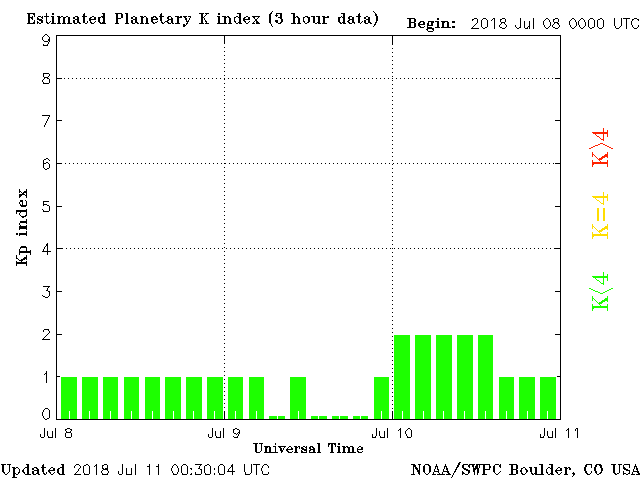 Estimated Planetary K index (3 hour data)
Begin: 2018 Jul 08 0000 UTC
9
8
7
6
5
4
3
2
1
0
Kp index
Jul 8
Jul 9
Jul 10
Jul 11
Universal Time
K>4
K=4
K<4
Updated 2018 Jul 11 00:30:04 UTC
NOAA/SWPC Boulder, CO USA